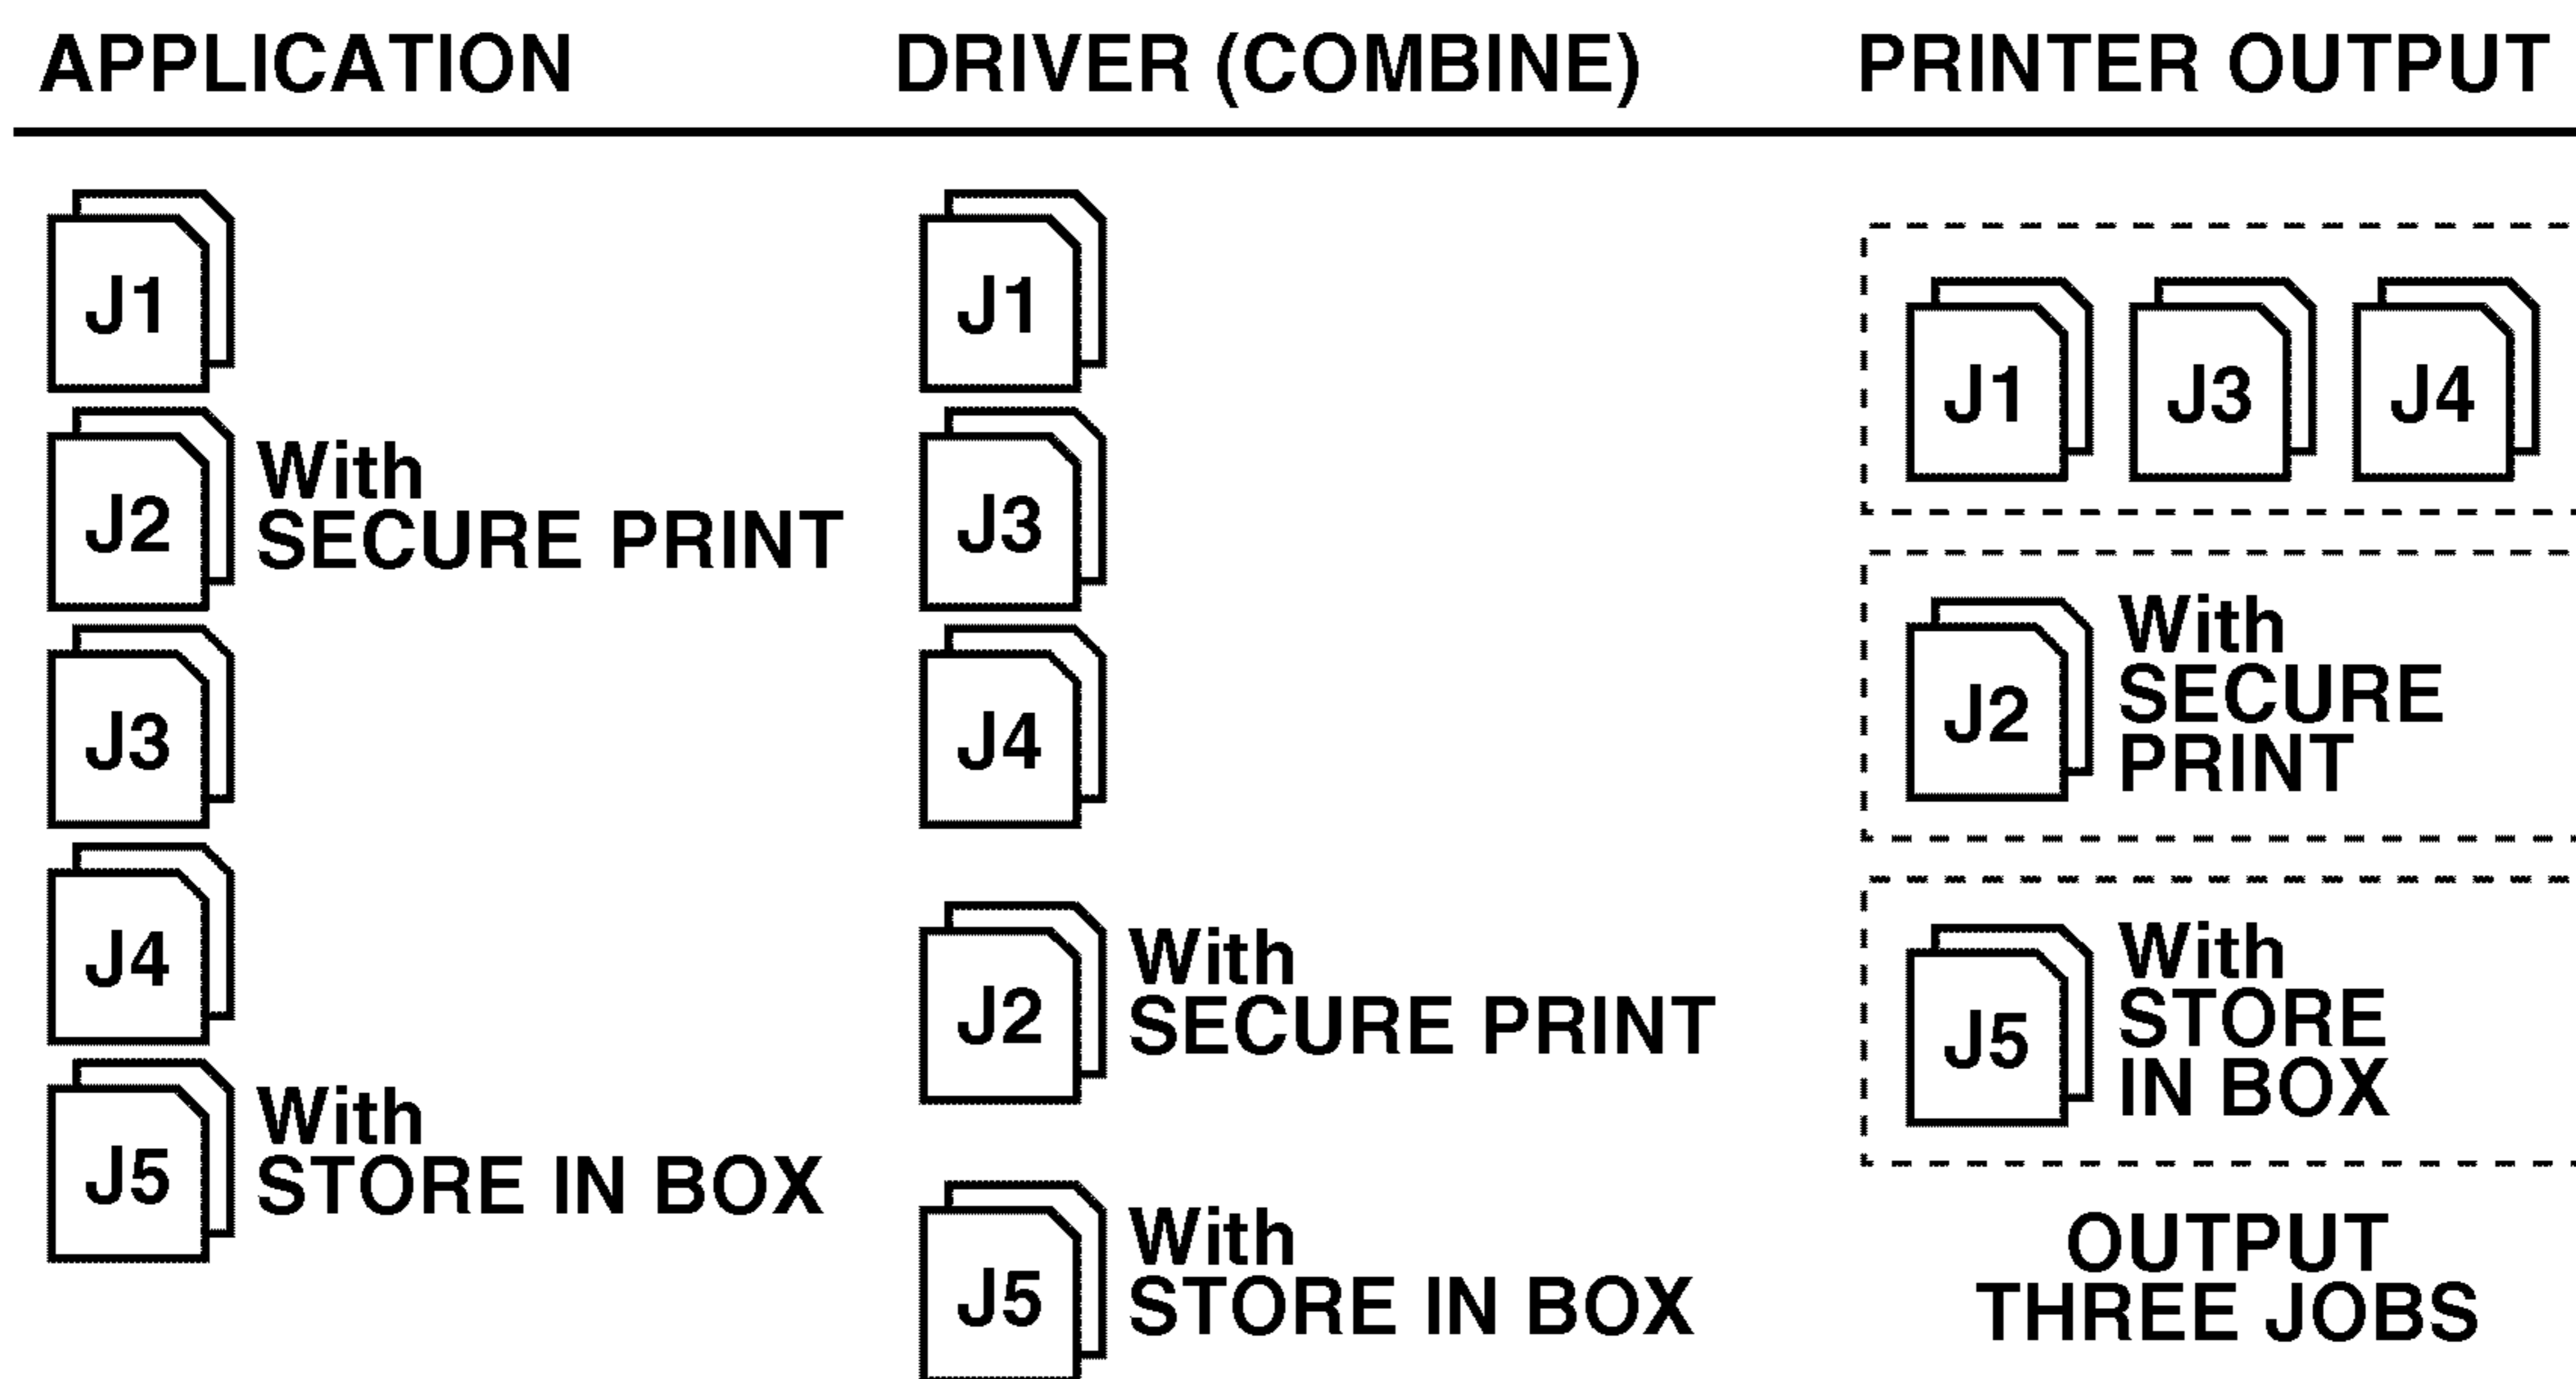 APPLICATION
DRIVER (COMBINE)
PRINTER OUTPUT
J1
J2
With
SECURE PRINT
J3
J4
J5
With
STORE IN BOX
J1
J3
J4
J2
With
SECURE PRINT
J5
With
STORE IN BOX
J1 J3 J4
J2
With
SECURE
PRINT
J5
With
STORE
IN BOX
OUTPUT
THREE JOBS